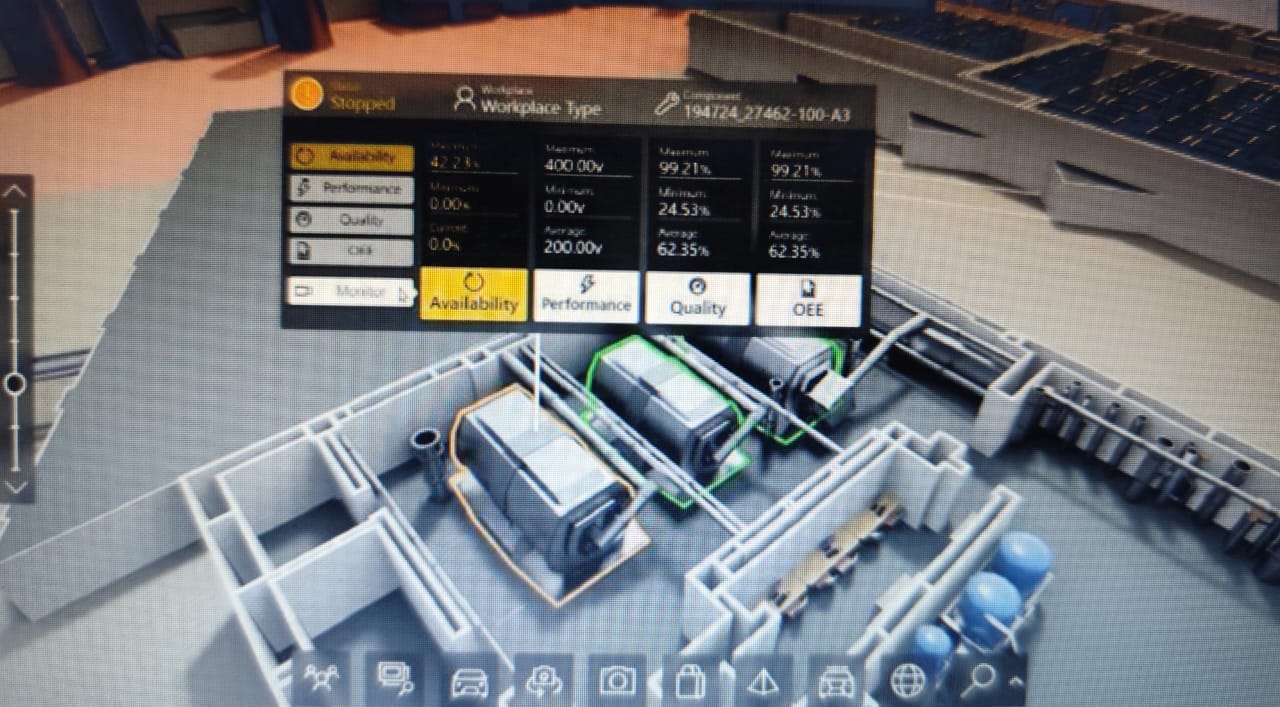 Status
Stopped
Workplace
Workplace Type
Component
194724_27462-100-A3
Availability
Performance
Quality
OEE
Monitor
Maximum
42.23%
Minimum
0.00%
Current
0.0%
Availability
Maximum
400.00v
Minimum
0.00v
Average
200.00v
Performance
Maximum
99.21%
Minimum
24.53%
Average
62.35%
Quality
Maximum
99.21%
Minimum
24.53%
Average
62.35%
OEE